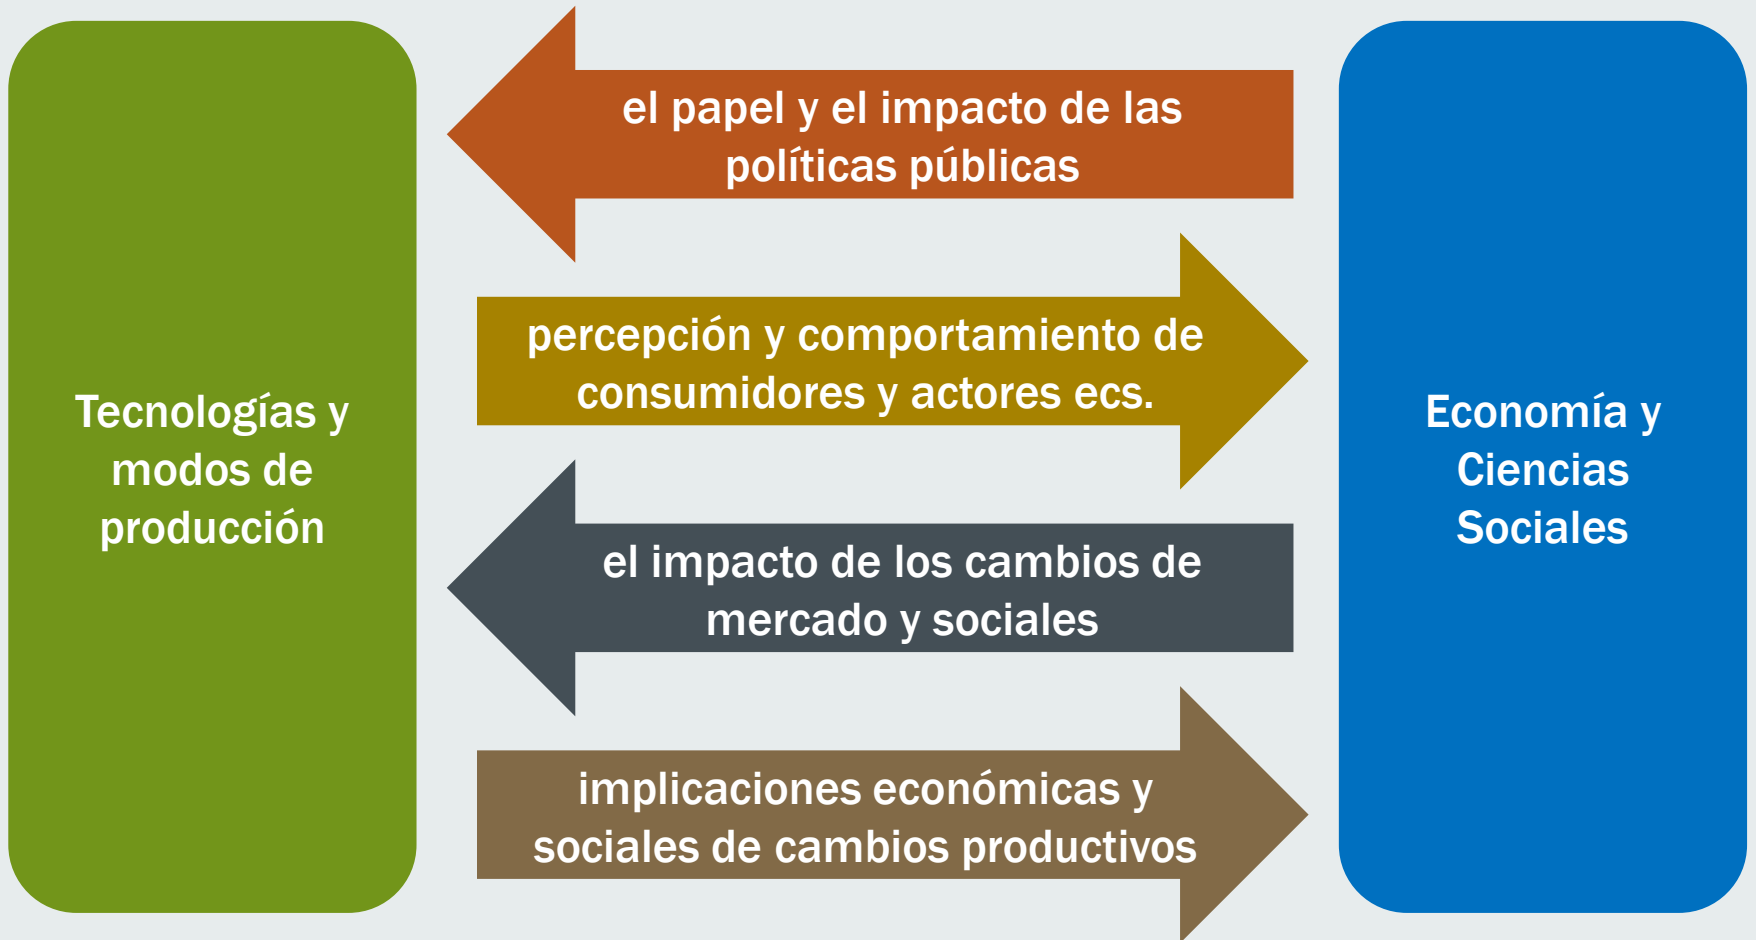 Tecnologías y
modos de
producción
el papel y el impacto de las
políticas públicas
percepción y comportamiento de
consumidores y actores ecs.
el impacto de los cambios de
mercado y sociales
implicaciones económicas y
sociales de cambios productivos
Economía y
Ciencias
Sociales